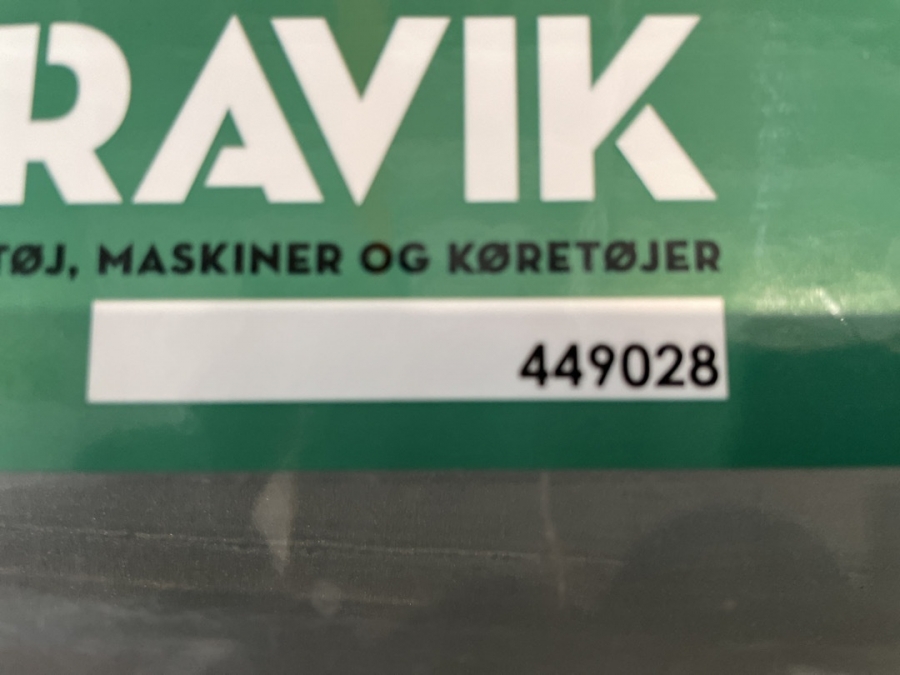 RAVIK
TØJ, MASKINER OG KØRETØJER
449028